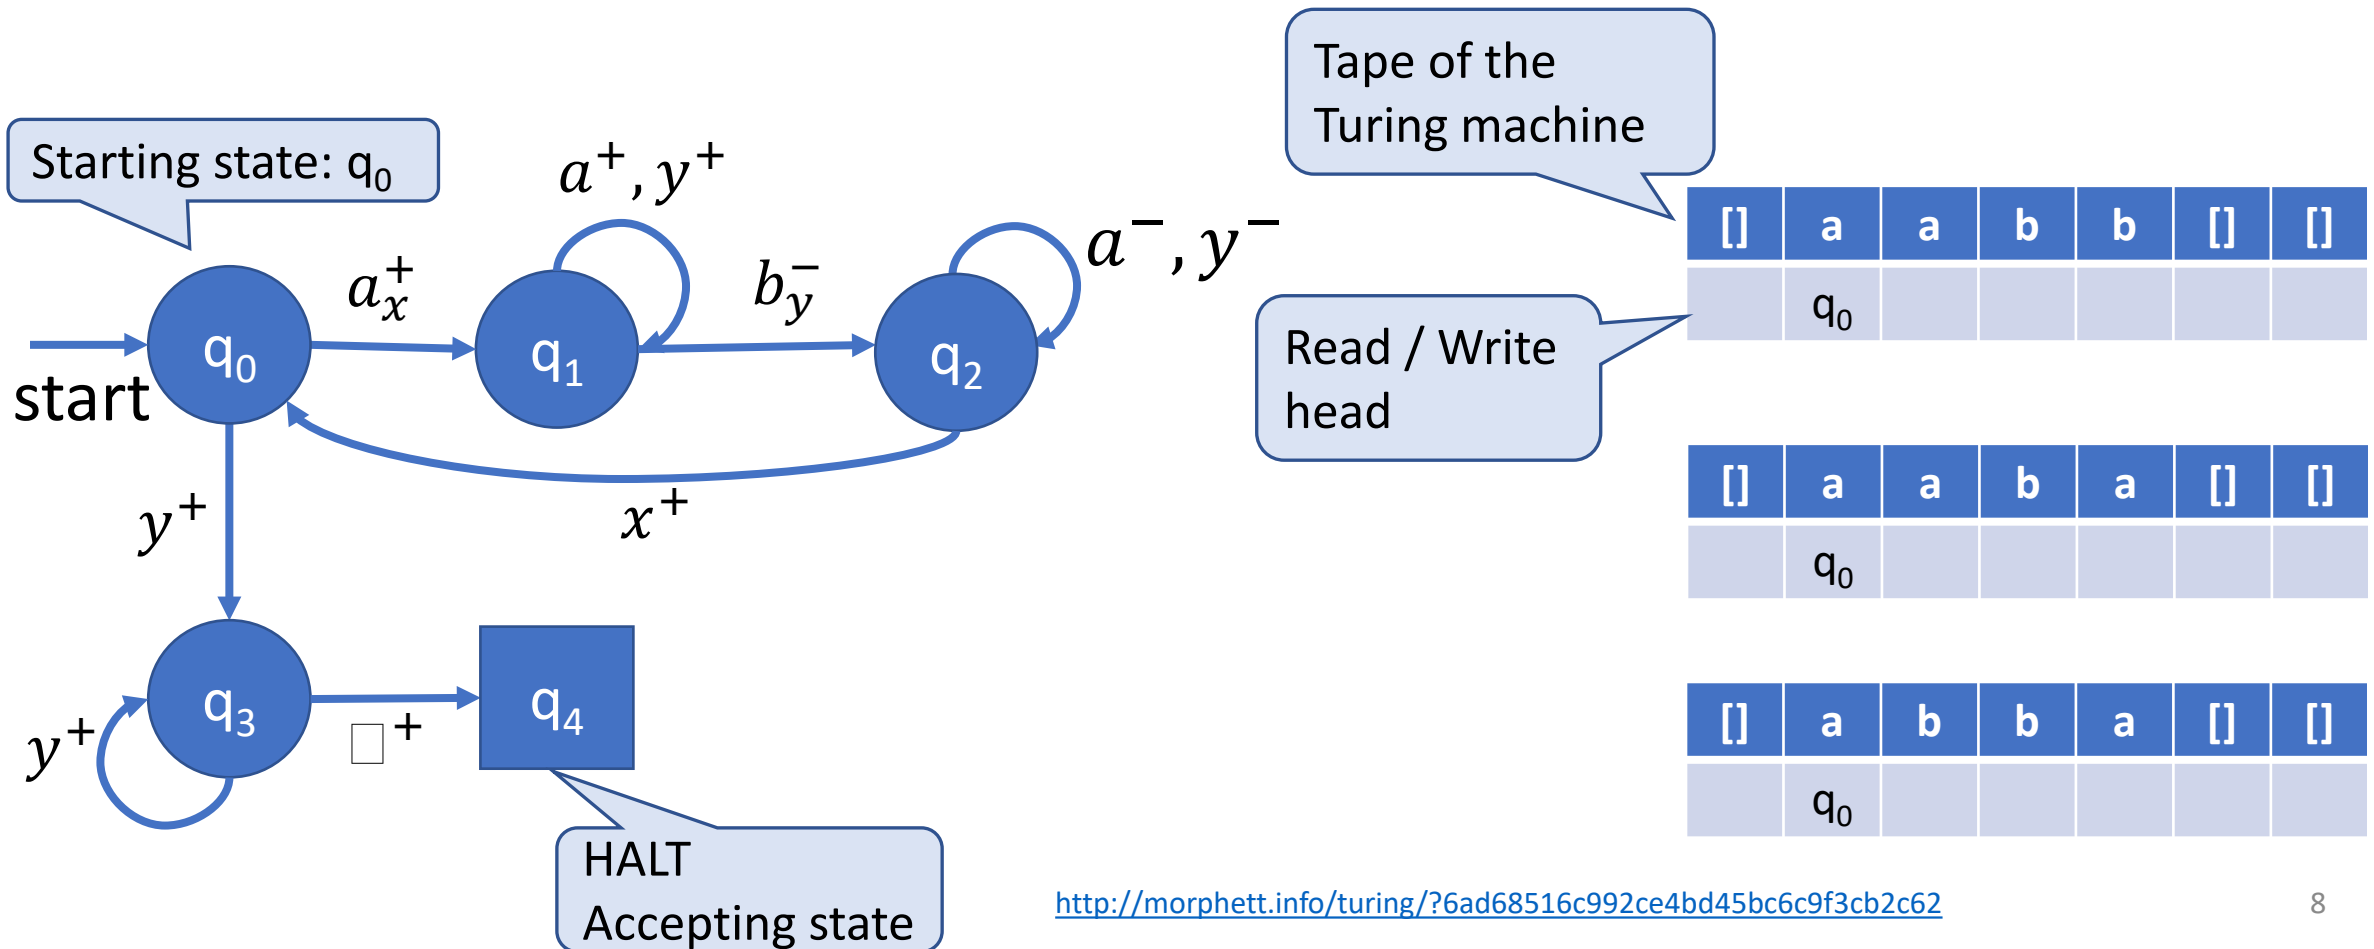 Tape of the
Turing machine
Starting state: q₀
a⁺, y⁺
a⁻, y⁻
aₓ⁺
b_y⁻
[] a a b b [] []
q₀
Read / Write
head
start
q₀
q₁
q₂
x⁺
y⁺
[] a a b a [] []
q₀
q₃
q₄
y⁺
□⁺
[] a b b a [] []
q₀
HALT
Accepting state
http://morphett.info/turing/?6ad68516c992ce4bd45bc6c9f3cb2c62
8